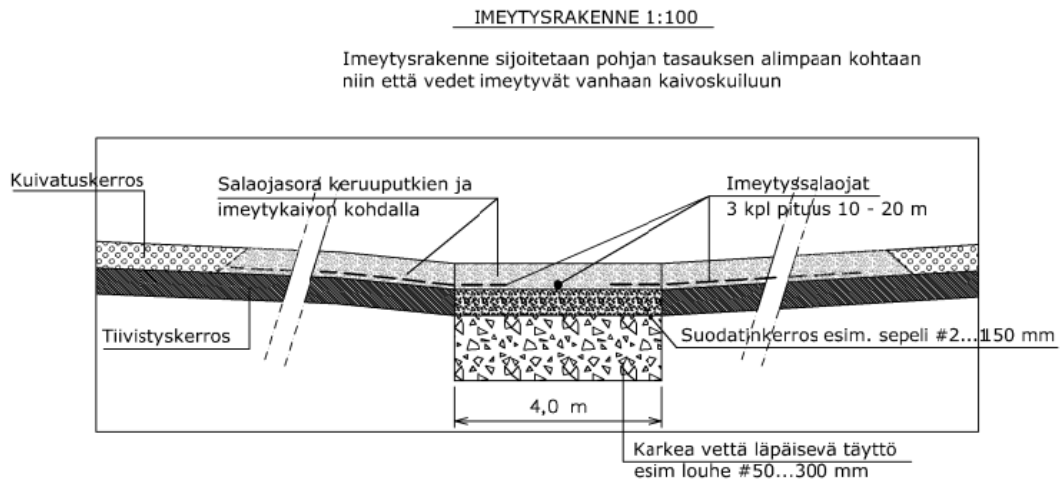 IMEYTYSRAKENNE 1:100
Imeytysrakenne sijoitetaan pohjan tasauksen alimpaan kohtaan
niin että vedet imeytyvät vanhaan kaivoskuiluun
Kuivatuskerros
Salaojasora keruuputkien ja
imeytykaivon kohdalla
Imeytyssalaojat
3 kpl pituus 10 - 20 m
Tiivistyskerros
Suodatinkerros esim. sepeli #2...150 mm
4,0 m
Karkea vettä läpäisevä täyttö
esim louhe #50...300 mm